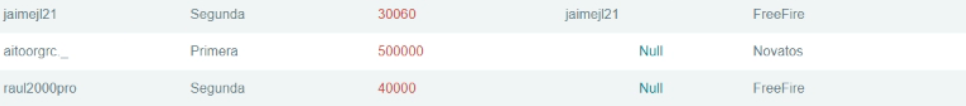 jaimejl21 Segunda 30060 jaimejl21 FreeFire
aitoorgrc._ Primera 500000 Null Novatos
raul2000pro Segunda 40000 Null FreeFire